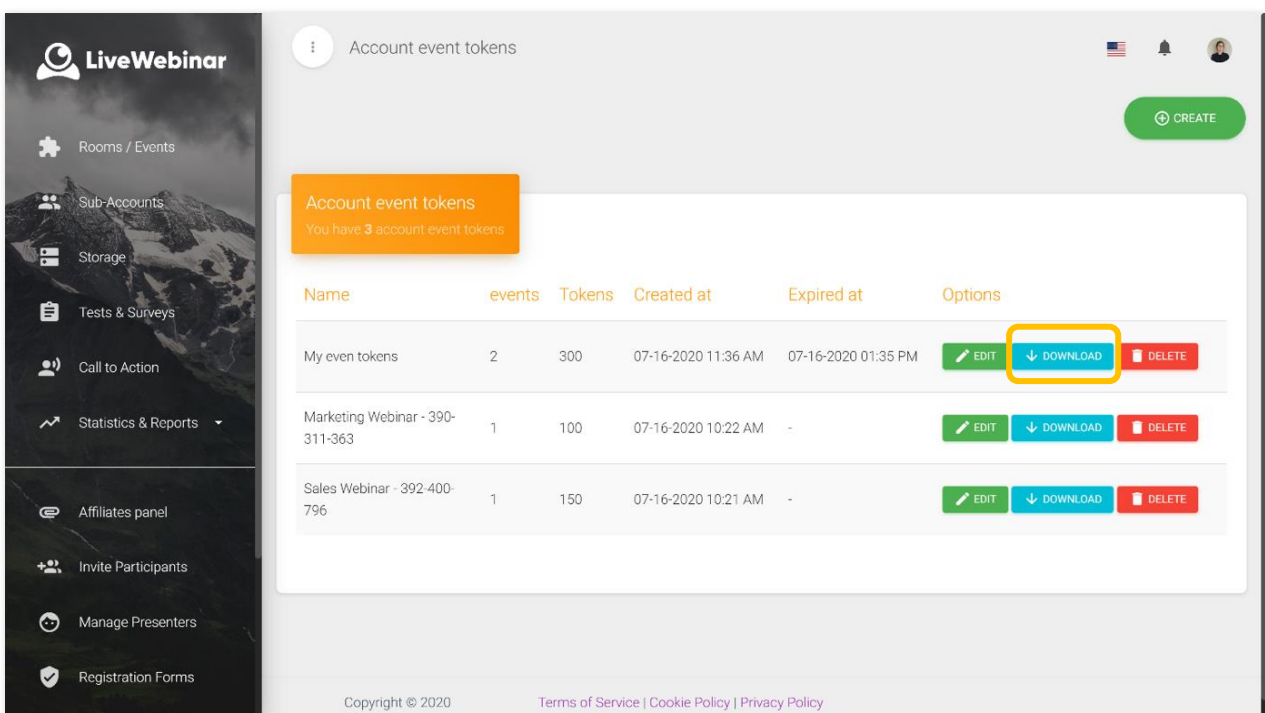 LiveWebinar
Rooms / Events
Sub-Accounts
Storage
Tests & Surveys
Call to Action
Statistics & Reports
Affiliates panel
Invite Participants
Manage Presenters
Registration Forms
Account event tokens
CREATE
Account event tokens
You have 3 account event tokens
Name events Tokens Created at Expired at Options
My even tokens 2 300 07-16-2020 11:36 AM 07-16-2020 01:35 PM EDIT DOWNLOAD DELETE
Marketing Webinar - 390-
311-363 1 100 07-16-2020 10:22 AM - EDIT DOWNLOAD DELETE
Sales Webinar - 392-400-
796 1 150 07-16-2020 10:21 AM - EDIT DOWNLOAD DELETE
Copyright © 2020 Terms of Service | Cookie Policy | Privacy Policy